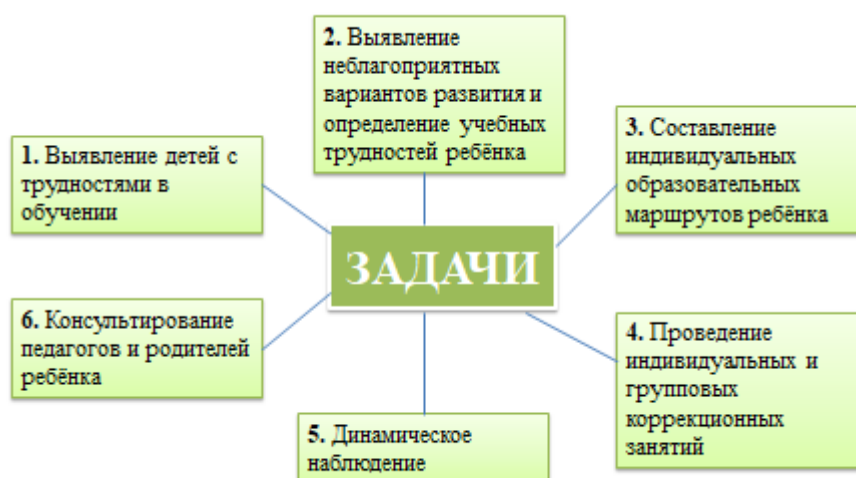 1. Выявление детей с
трудностями в
обучении
2. Выявление
неблагоприятных
вариантов развития и
определение учебных
трудностей ребёнка
3. Составление
индивидуальных
образовательных
маршрутов ребёнка
ЗАДАЧИ
6. Консультирование
педагогов и родителей
ребёнка
4. Проведение
индивидуальных и
групповых
коррекционных
занятий
5. Динамическое
наблюдение